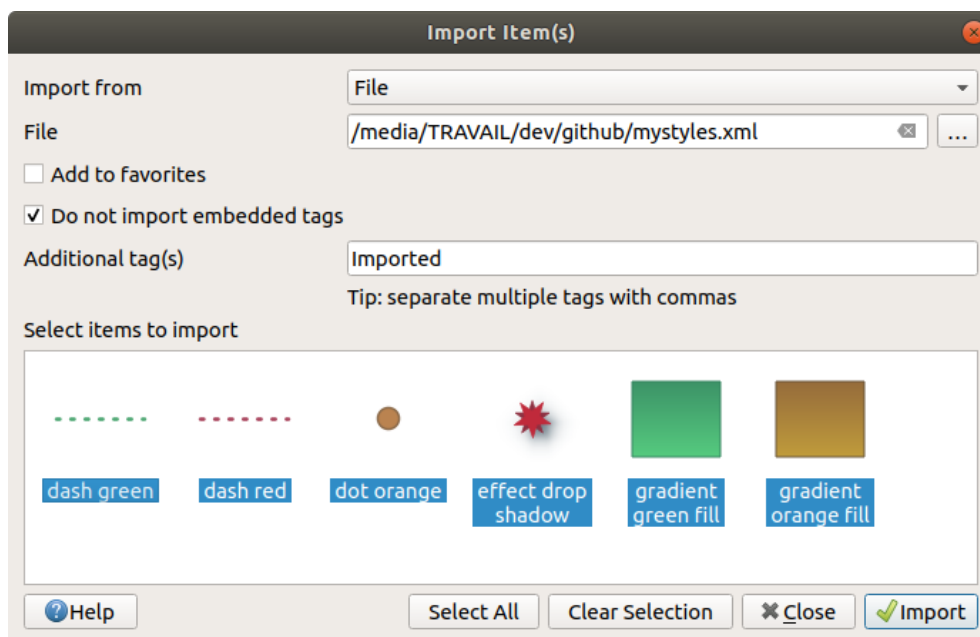 Import Item(s)
Import from
File
File
/media/TRAVAIL/dev/github/mystyles.xml
...
Add to favorites
Do not import embedded tags
Additional tag(s)
Imported
Tip: separate multiple tags with commas
Select items to import
dash green
dash red
dot orange
effect drop
shadow
gradient
green fill
gradient
orange fill
Help
Select All
Clear Selection
Close
Import